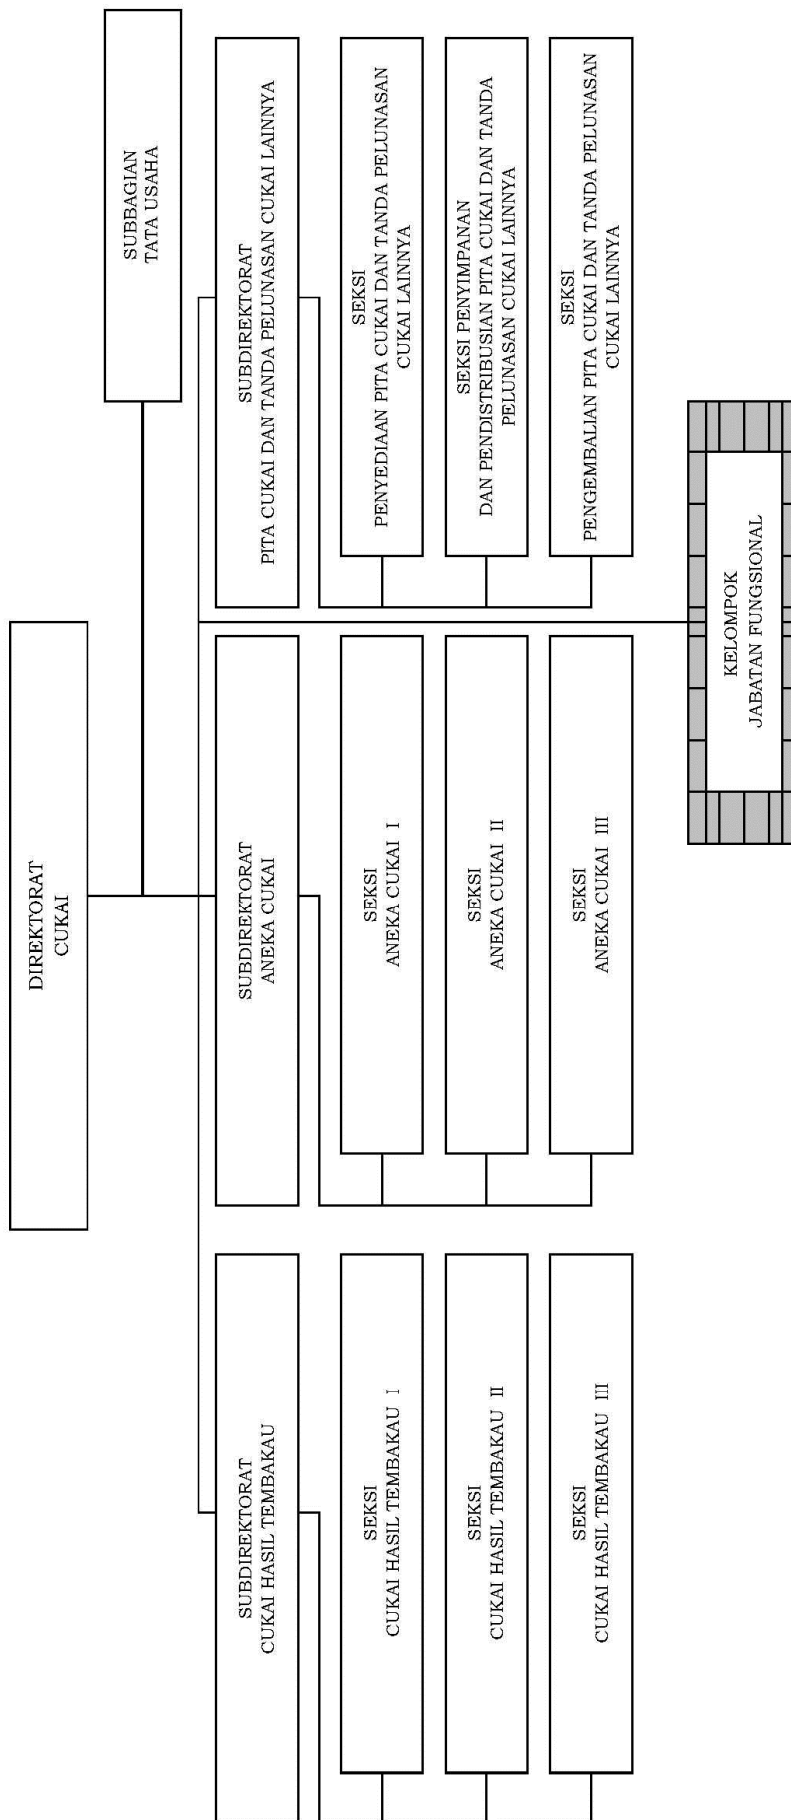 DIREKTORAT
CUKAI
SUBBAGIAN
TATA USAHA
SUBDIREKTORAT
CUKAI HASIL TEMBAKAU
SUBDIREKTORAT
ANEKA CUKAI
SUBDIREKTORAT
PITA CUKAI DAN TANDA PELUNASAN CUKAI LAINNYA
SEKSI
CUKAI HASIL TEMBAKAU I
SEKSI
ANEKA CUKAI I
SEKSI
PENYEDIAAN PITA CUKAI DAN TANDA PELUNASAN
CUKAI LAINNYA
SEKSI
CUKAI HASIL TEMBAKAU II
SEKSI
ANEKA CUKAI II
SEKSI PENYIMPANAN
DAN PENDISTRIBUSIAN PITA CUKAI DAN TANDA
PELUNASAN CUKAI LAINNYA
SEKSI
CUKAI HASIL TEMBAKAU III
SEKSI
ANEKA CUKAI III
SEKSI
PENGEMBALIAN PITA CUKAI DAN TANDA PELUNASAN
CUKAI LAINNYA
KELOMPOK
JABATAN FUNGSIONAL